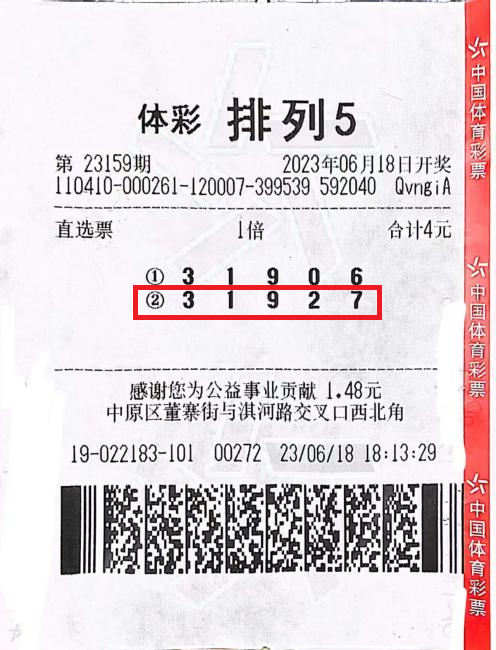 体彩 排列5
第 23159期 2023年06月18日开奖
110410-000261-120007-399539 592040 QvngiA
直选票 1倍 合计4元
① 3 1 9 0 6
② 3 1 9 2 7
感谢您为公益事业贡献 1.48元
中原区董寨街与淇河路交叉口西北角
19-022183-101 00272 23/06/18 18:13:29
中国体育彩票
中国体育彩票
中国体育彩票